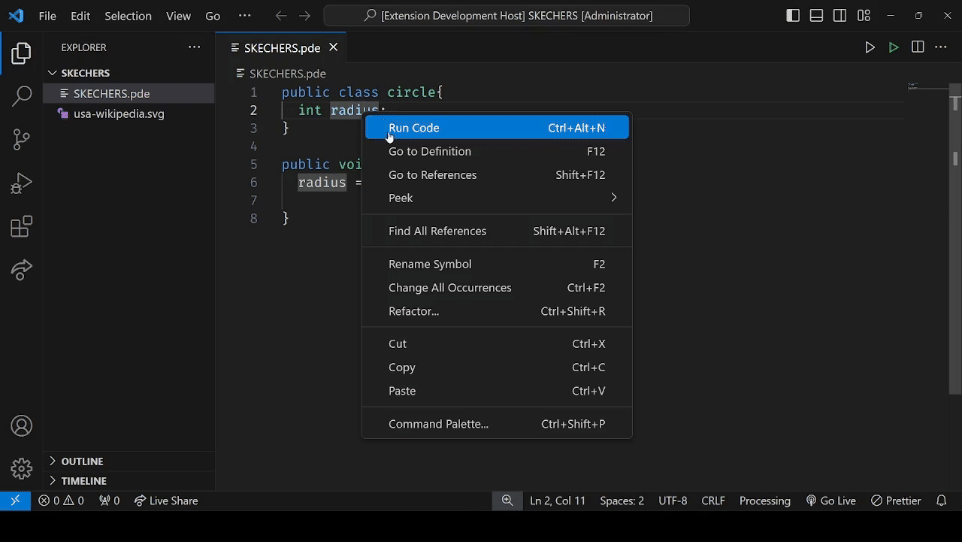 File Edit Selection View Go ··· [Extension Development Host] SKECHERS [Administrator]
EXPLORER ···
SKECHERS
SKECHERS.pde
usa-wikipedia.svg
OUTLINE
TIMELINE
SKECHERS.pde
SKECHERS.pde
1 public class circle{
2 int radius;
3 }
4
5 public voi
6 radius =
7
8 }
Run Code Ctrl+Alt+N
Go to Definition F12
Go to References Shift+F12
Peek
Find All References Shift+Alt+F12
Rename Symbol F2
Change All Occurrences Ctrl+F2
Refactor... Ctrl+Shift+R
Cut Ctrl+X
Copy Ctrl+C
Paste Ctrl+V
Command Palette... Ctrl+Shift+P
0 0 0 Live Share Ln 2, Col 11 Spaces: 2 UTF-8 CRLF Processing Go Live Prettier